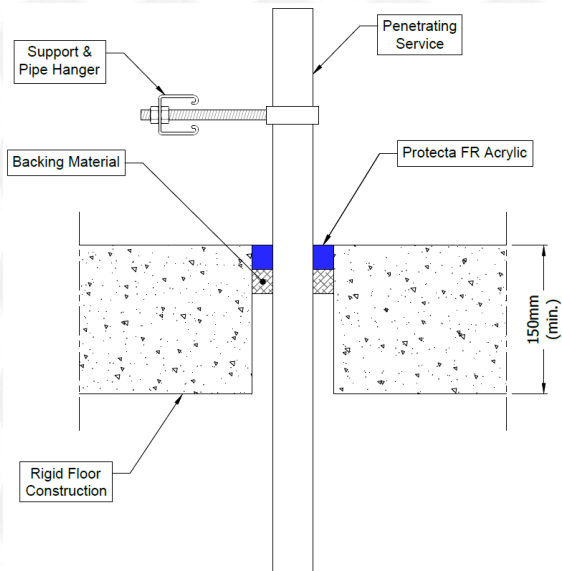 Support &
Pipe Hanger
Penetrating
Service
Backing Material
Protecta FR Acrylic
150mm
(min.)
Rigid Floor
Construction